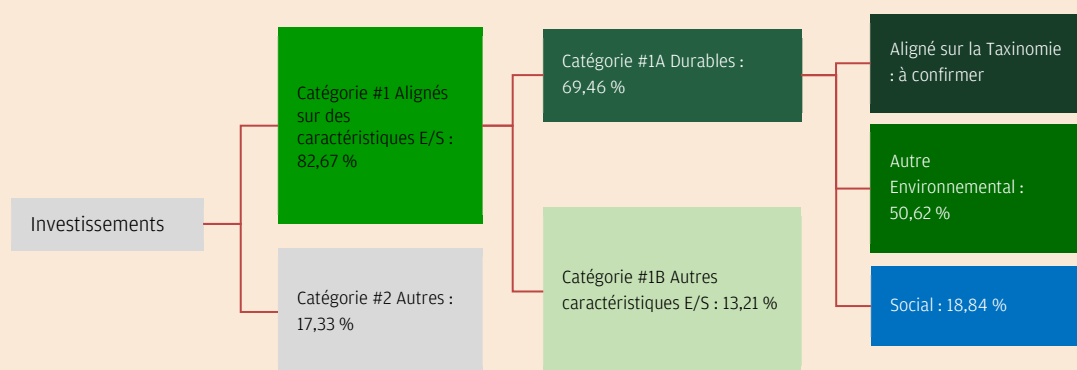 Investissements
Catégorie #1 Alignés
sur des
caractéristiques E/S :
82,67 %
Catégorie #2 Autres :
17,33 %
Catégorie #1A Durables :
69,46 %
Catégorie #1B Autres
caractéristiques E/S : 13,21 %
Aligné sur la Taxinomie
: à confirmer
Autre
Environnemental :
50,62 %
Social : 18,84 %